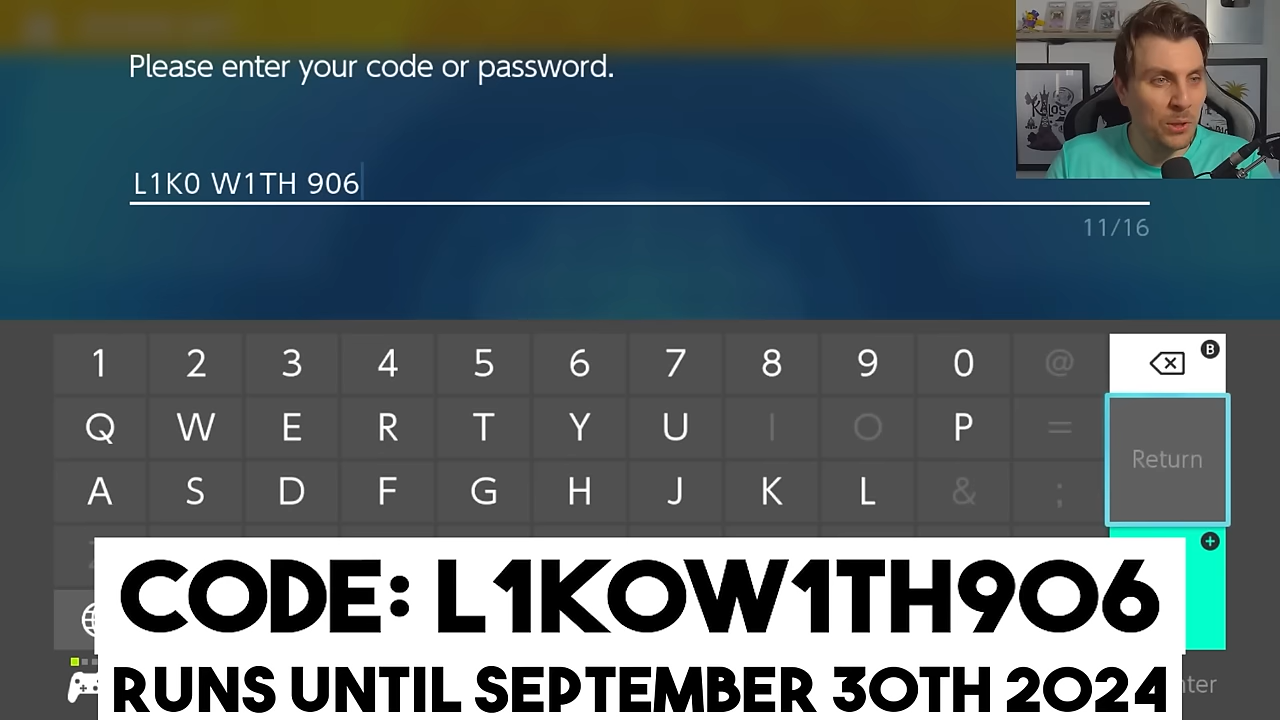 Please enter your code or password.
L1K0 W1TH 906
11/16
1 2 3 4 5 6 7 8 9 0 @
B
Q W E R T Y U I O P =
Return
A S D F G H J K L & ;
+
CODE: L1K0W1TH906
RUNS UNTIL SEPTEMBER 30TH 2024